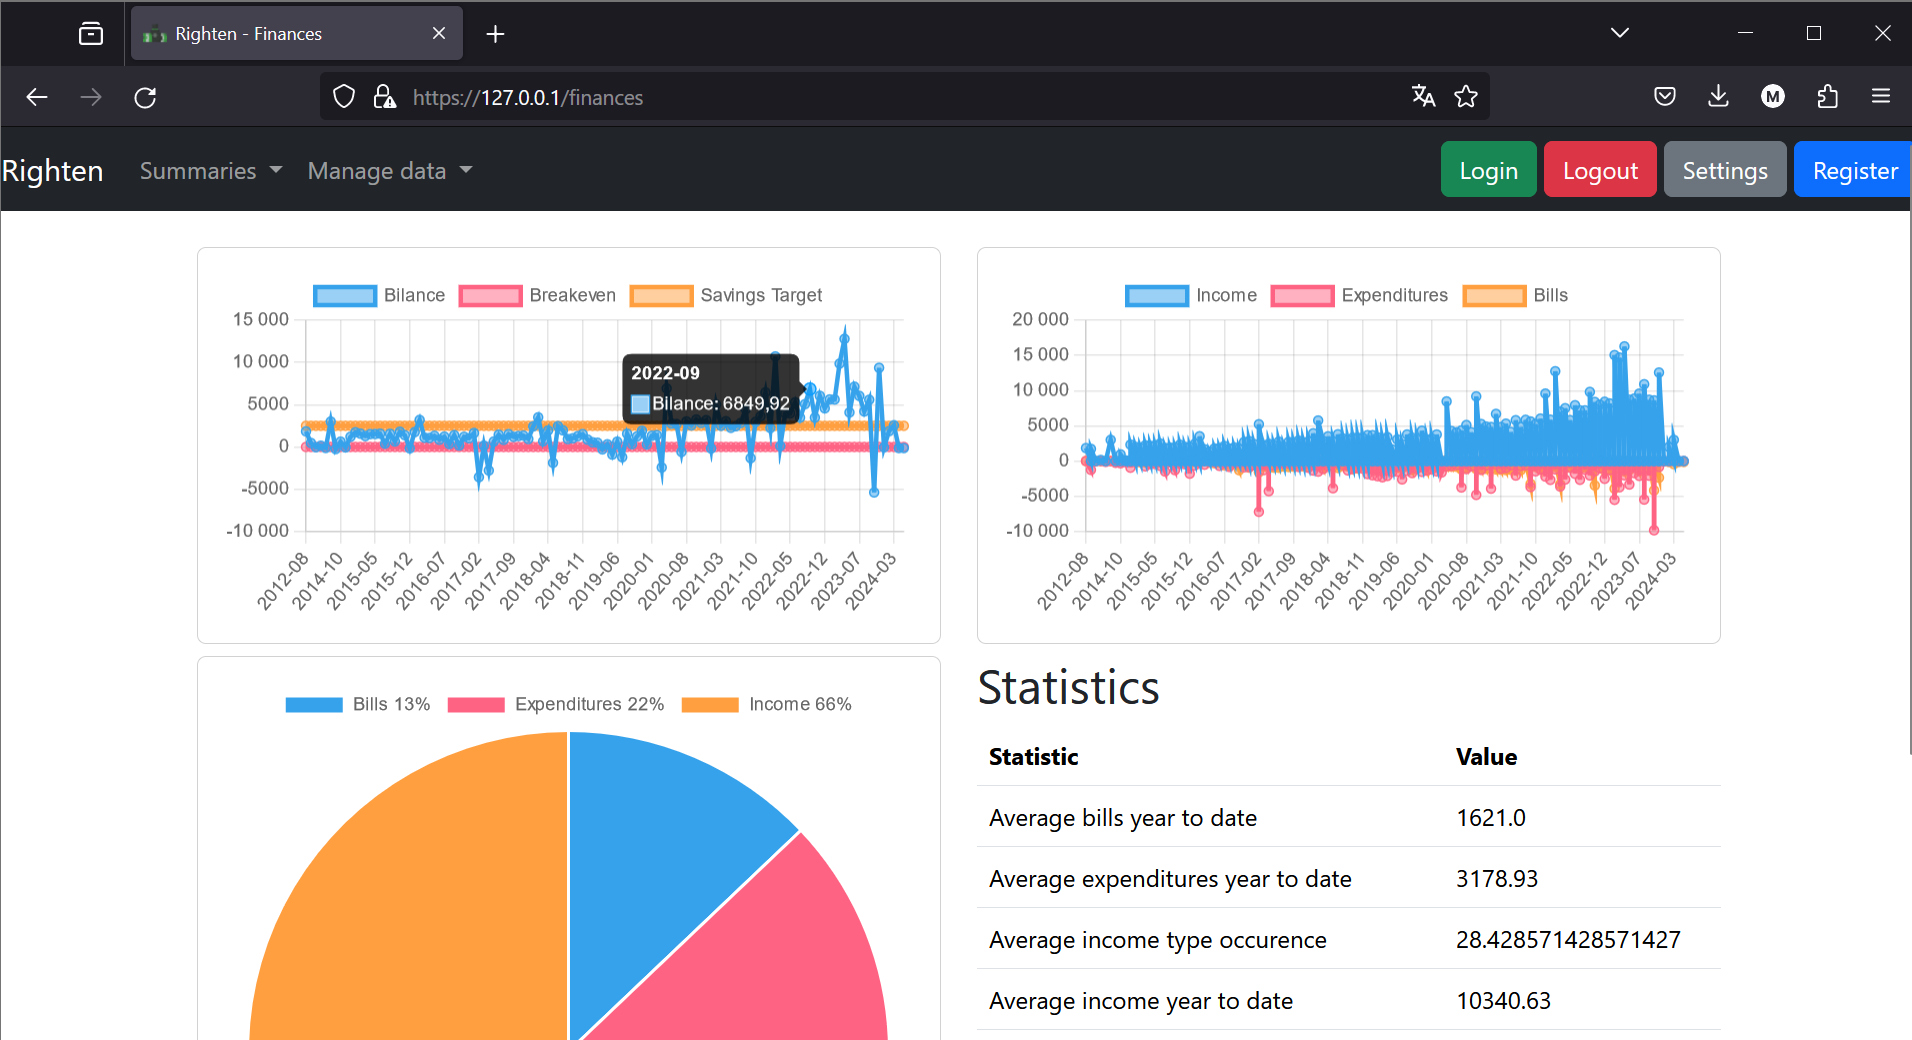 Righten - Finances
https://127.0.0.1/finances
M
Righten Summaries Manage data Login Logout Settings Register
Bilance Breakeven Savings Target
15 000
10 000
5000
0
-5000
-10 000
2022-09
Bilance: 6849,92
2012-08 2014-10 2015-05 2015-12 2016-07 2017-02 2017-09 2018-04 2018-11 2019-06 2020-01 2020-08 2021-03 2021-10 2022-05 2022-12 2023-07 2024-03
Income Expenditures Bills
20 000
15 000
10 000
5000
0
-5000
-10 000
2012-08 2014-10 2015-05 2015-12 2016-07 2017-02 2017-09 2018-04 2018-11 2019-06 2020-01 2020-08 2021-03 2021-10 2022-05 2022-12 2023-07 2024-03
Bills 13% Expenditures 22% Income 66%
Statistics
Statistic Value
Average bills year to date 1621.0
Average expenditures year to date 3178.93
Average income type occurence 28.428571428571427
Average income year to date 10340.63